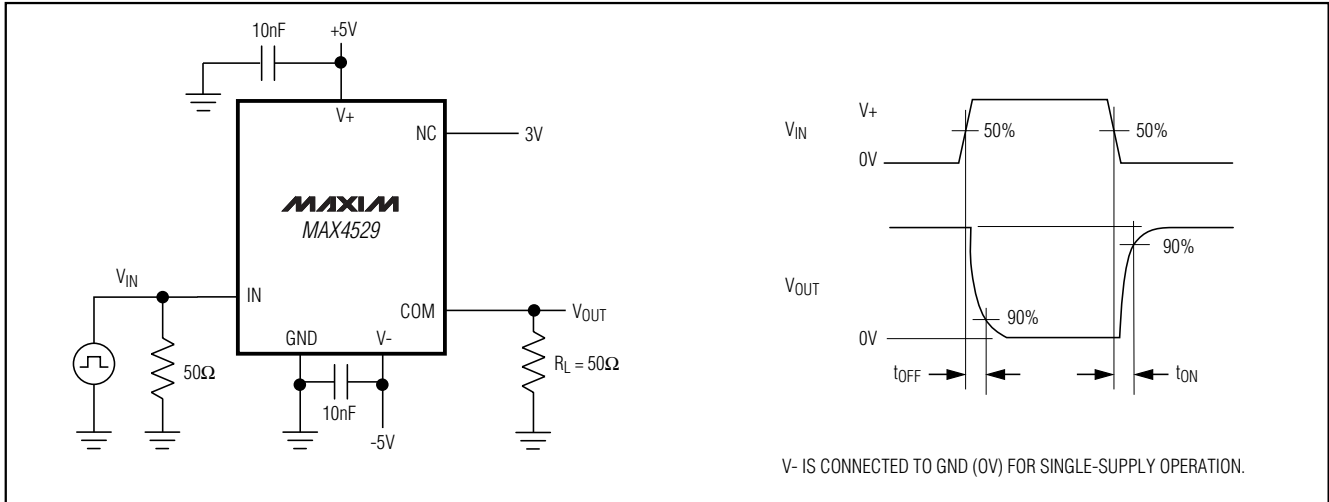 10nF
+5V
V+
NC
3V
MAXIM
MAX4529
VIN
IN
50Ω
COM
VOUT
GND
V-
10nF
-5V
RL = 50Ω
VIN
V+
0V
50%
50%
VOUT
0V
90%
90%
tOFF
tON
V- IS CONNECTED TO GND (0V) FOR SINGLE-SUPPLY OPERATION.